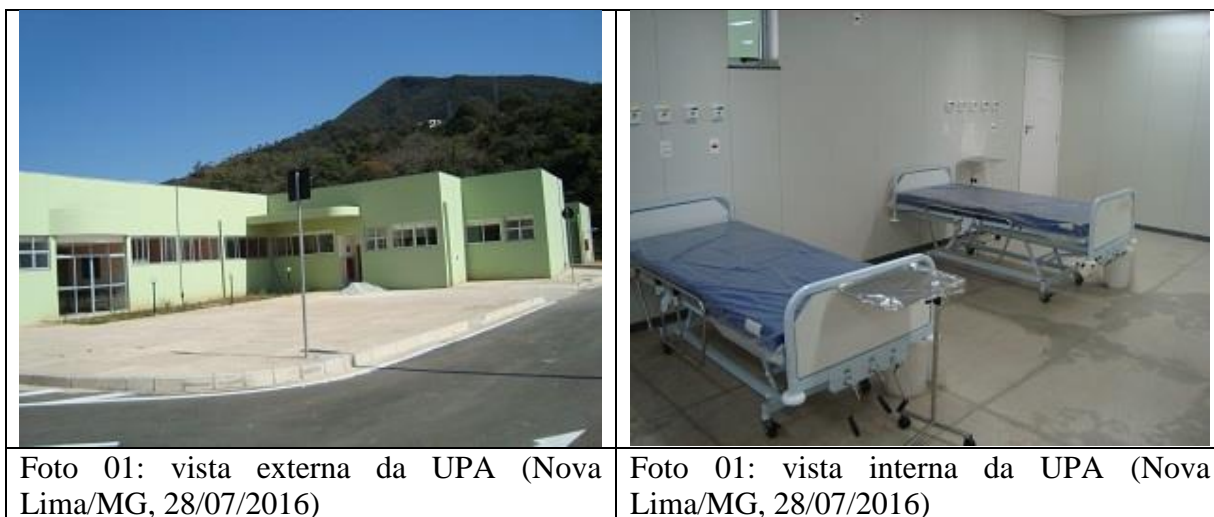 Foto 01: vista externa da UPA (Nova
Lima/MG, 28/07/2016)
Foto 01: vista interna da UPA (Nova
Lima/MG, 28/07/2016)